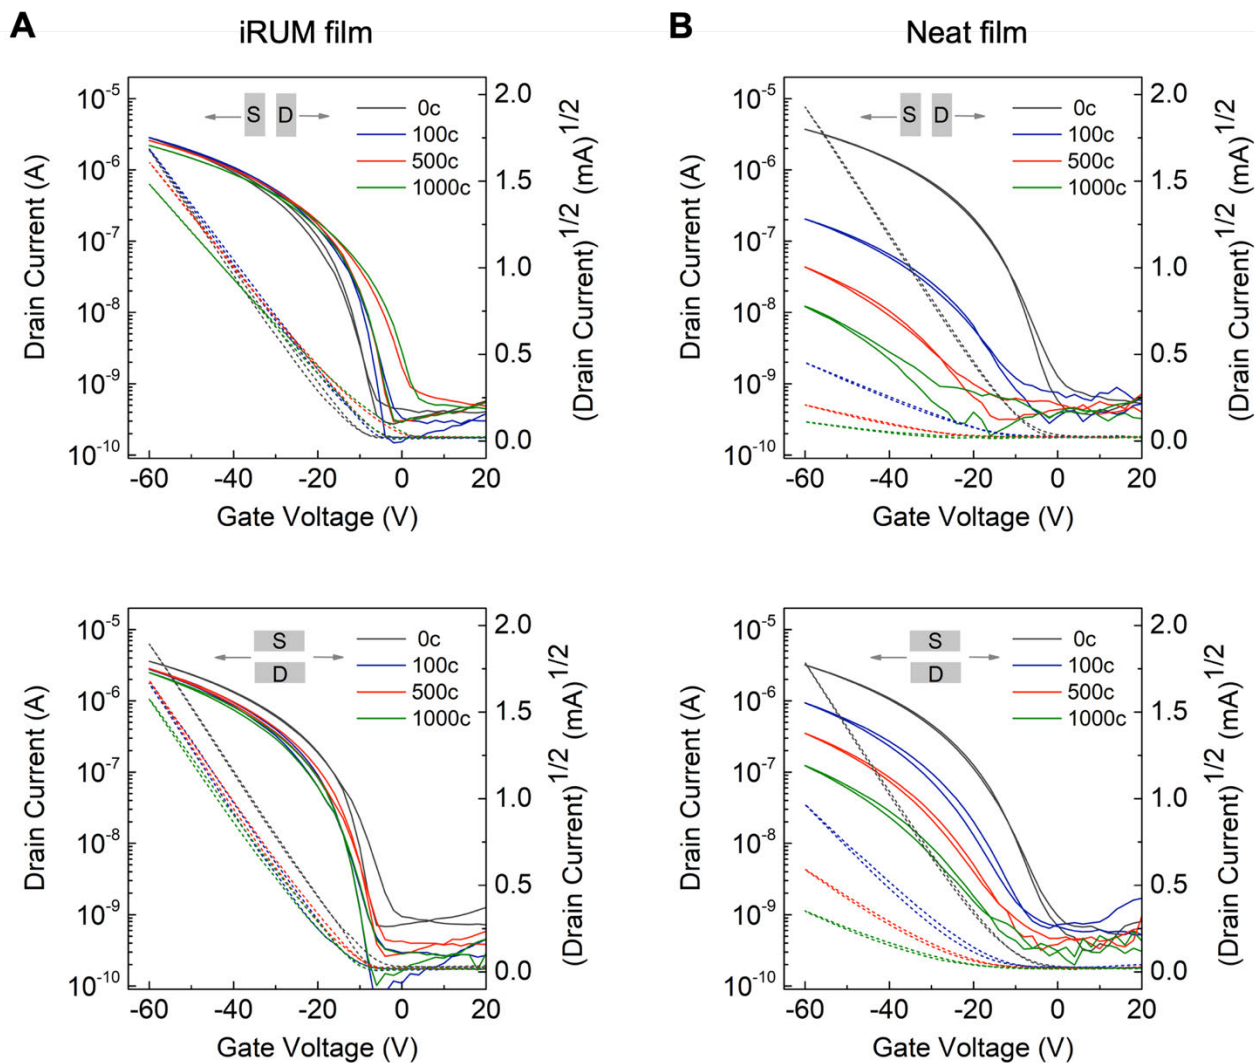 A
iRUM film
B
Neat film
Drain Current (A)
10⁻⁵
10⁻⁶
10⁻⁷
10⁻⁸
10⁻⁹
10⁻¹⁰
S D
0c
100c
500c
1000c
2.0
1.5
1.0
0.5
0.0
(Drain Current)^1/2 (mA)^1/2
-60 -40 -20 0 20
Gate Voltage (V)
Drain Current (A)
10⁻⁵
10⁻⁶
10⁻⁷
10⁻⁸
10⁻⁹
10⁻¹⁰
S D
0c
100c
500c
1000c
2.0
1.5
1.0
0.5
0.0
(Drain Current)^1/2 (mA)^1/2
-60 -40 -20 0 20
Gate Voltage (V)
Drain Current (A)
10⁻⁵
10⁻⁶
10⁻⁷
10⁻⁸
10⁻⁹
10⁻¹⁰
S
D
0c
100c
500c
1000c
2.0
1.5
1.0
0.5
0.0
(Drain Current)^1/2 (mA)^1/2
-60 -40 -20 0 20
Gate Voltage (V)
Drain Current (A)
10⁻⁵
10⁻⁶
10⁻⁷
10⁻⁸
10⁻⁹
10⁻¹⁰
S
D
0c
100c
500c
1000c
2.0
1.5
1.0
0.5
0.0
(Drain Current)^1/2 (mA)^1/2
-60 -40 -20 0 20
Gate Voltage (V)